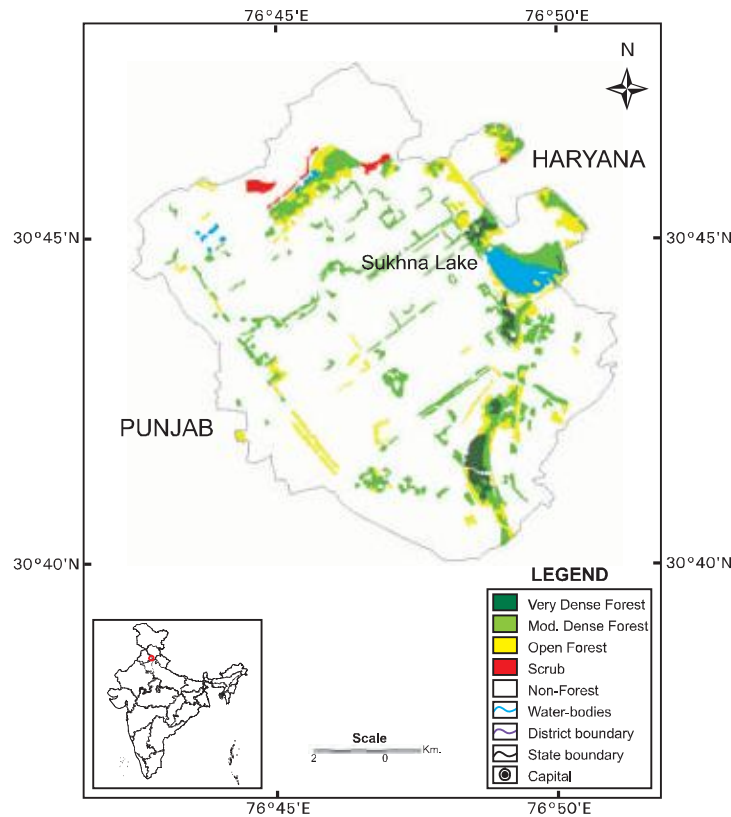 76°45'E
76°50'E
N
HARYANA
30°45'N
30°45'N
Sukhna Lake
PUNJAB
30°40'N
30°40'N
LEGEND
Very Dense Forest
Mod. Dense Forest
Open Forest
Scrub
Non-Forest
Water-bodies
District boundary
State boundary
Capital
Scale
Km.
2
0
76°45'E
76°50'E